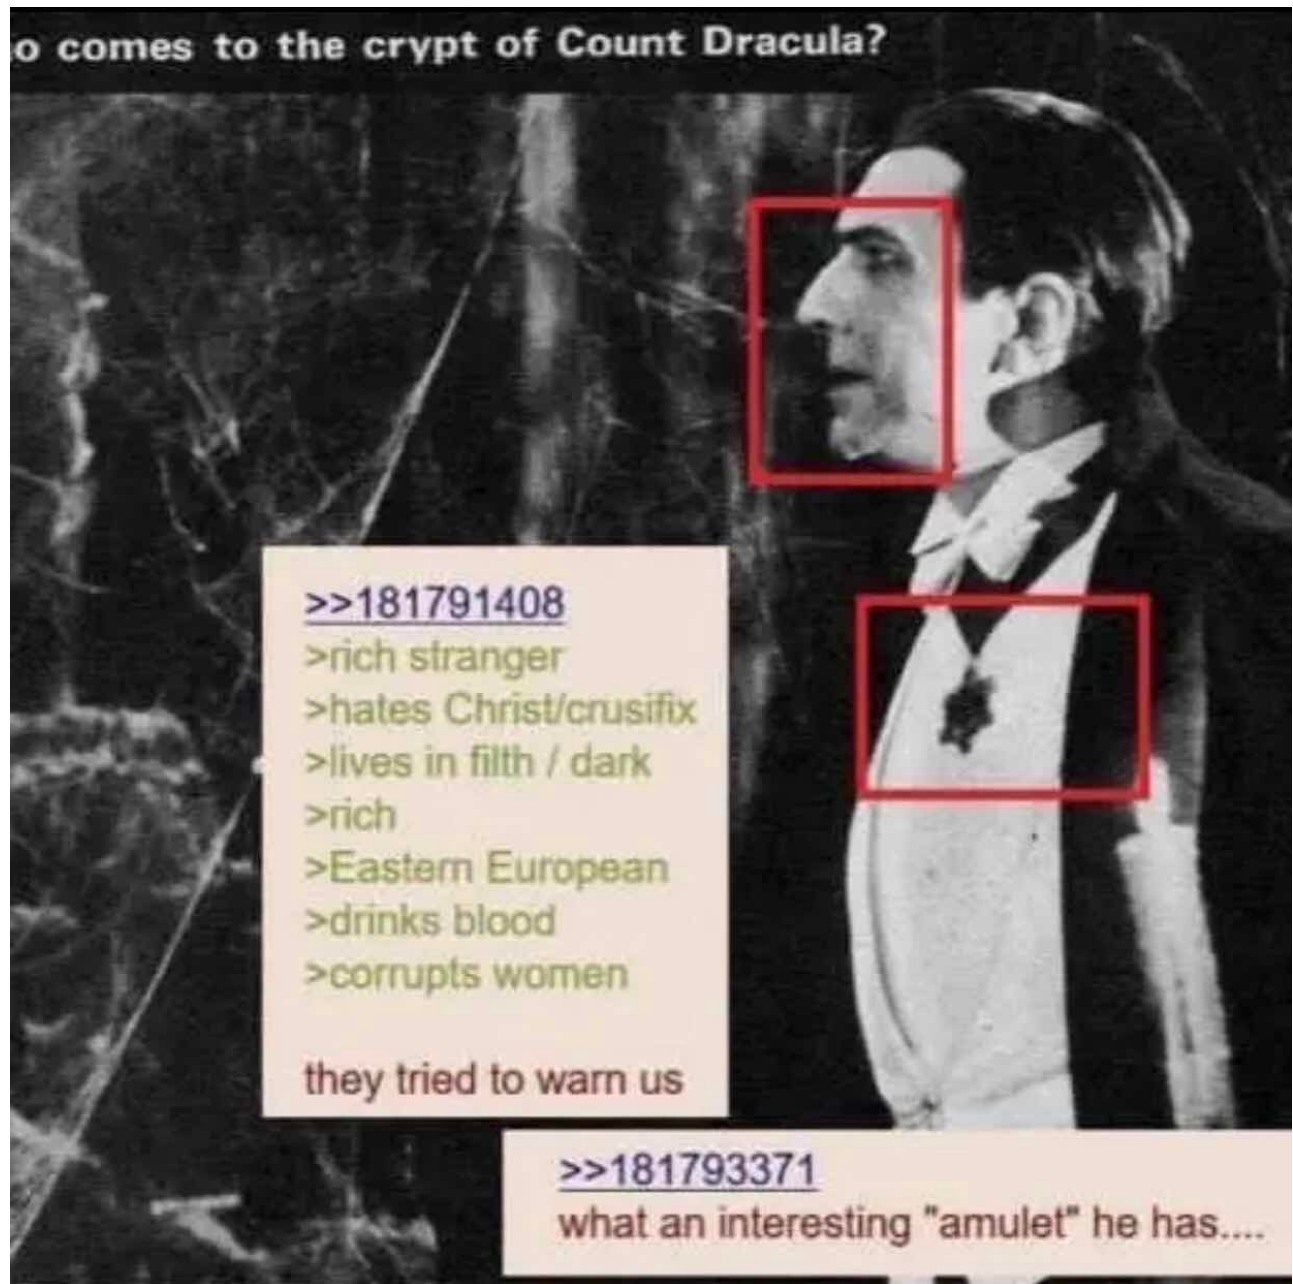 o comes to the crypt of Count Dracula?
>>181791408
>rich stranger
>hates Christ/crusifix
>lives in filth / dark
>rich
>Eastern European
>drinks blood
>corrupts women
they tried to warn us
>>181793371
what an interesting "amulet" he has....